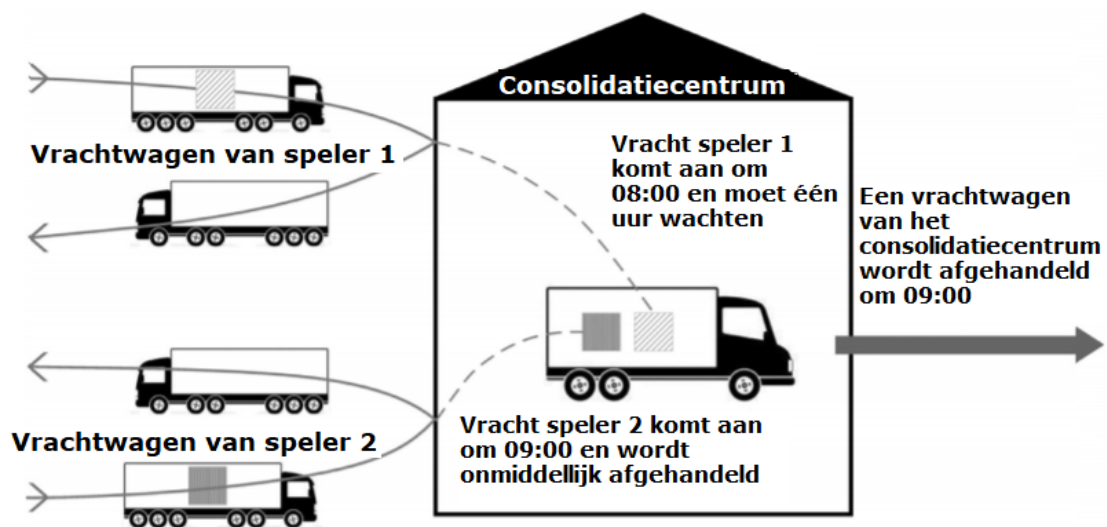 Consolidatiecentrum
Vrachtwagen van speler 1
Vracht speler 1
komt aan om
08:00 en moet één
uur wachten
Een vrachtwagen
van het
consolidatiecentrum
wordt afgehandeld
om 09:00
Vrachtwagen van speler 2
Vracht speler 2 komt aan
om 09:00 en wordt
onmiddellijk afgehandeld